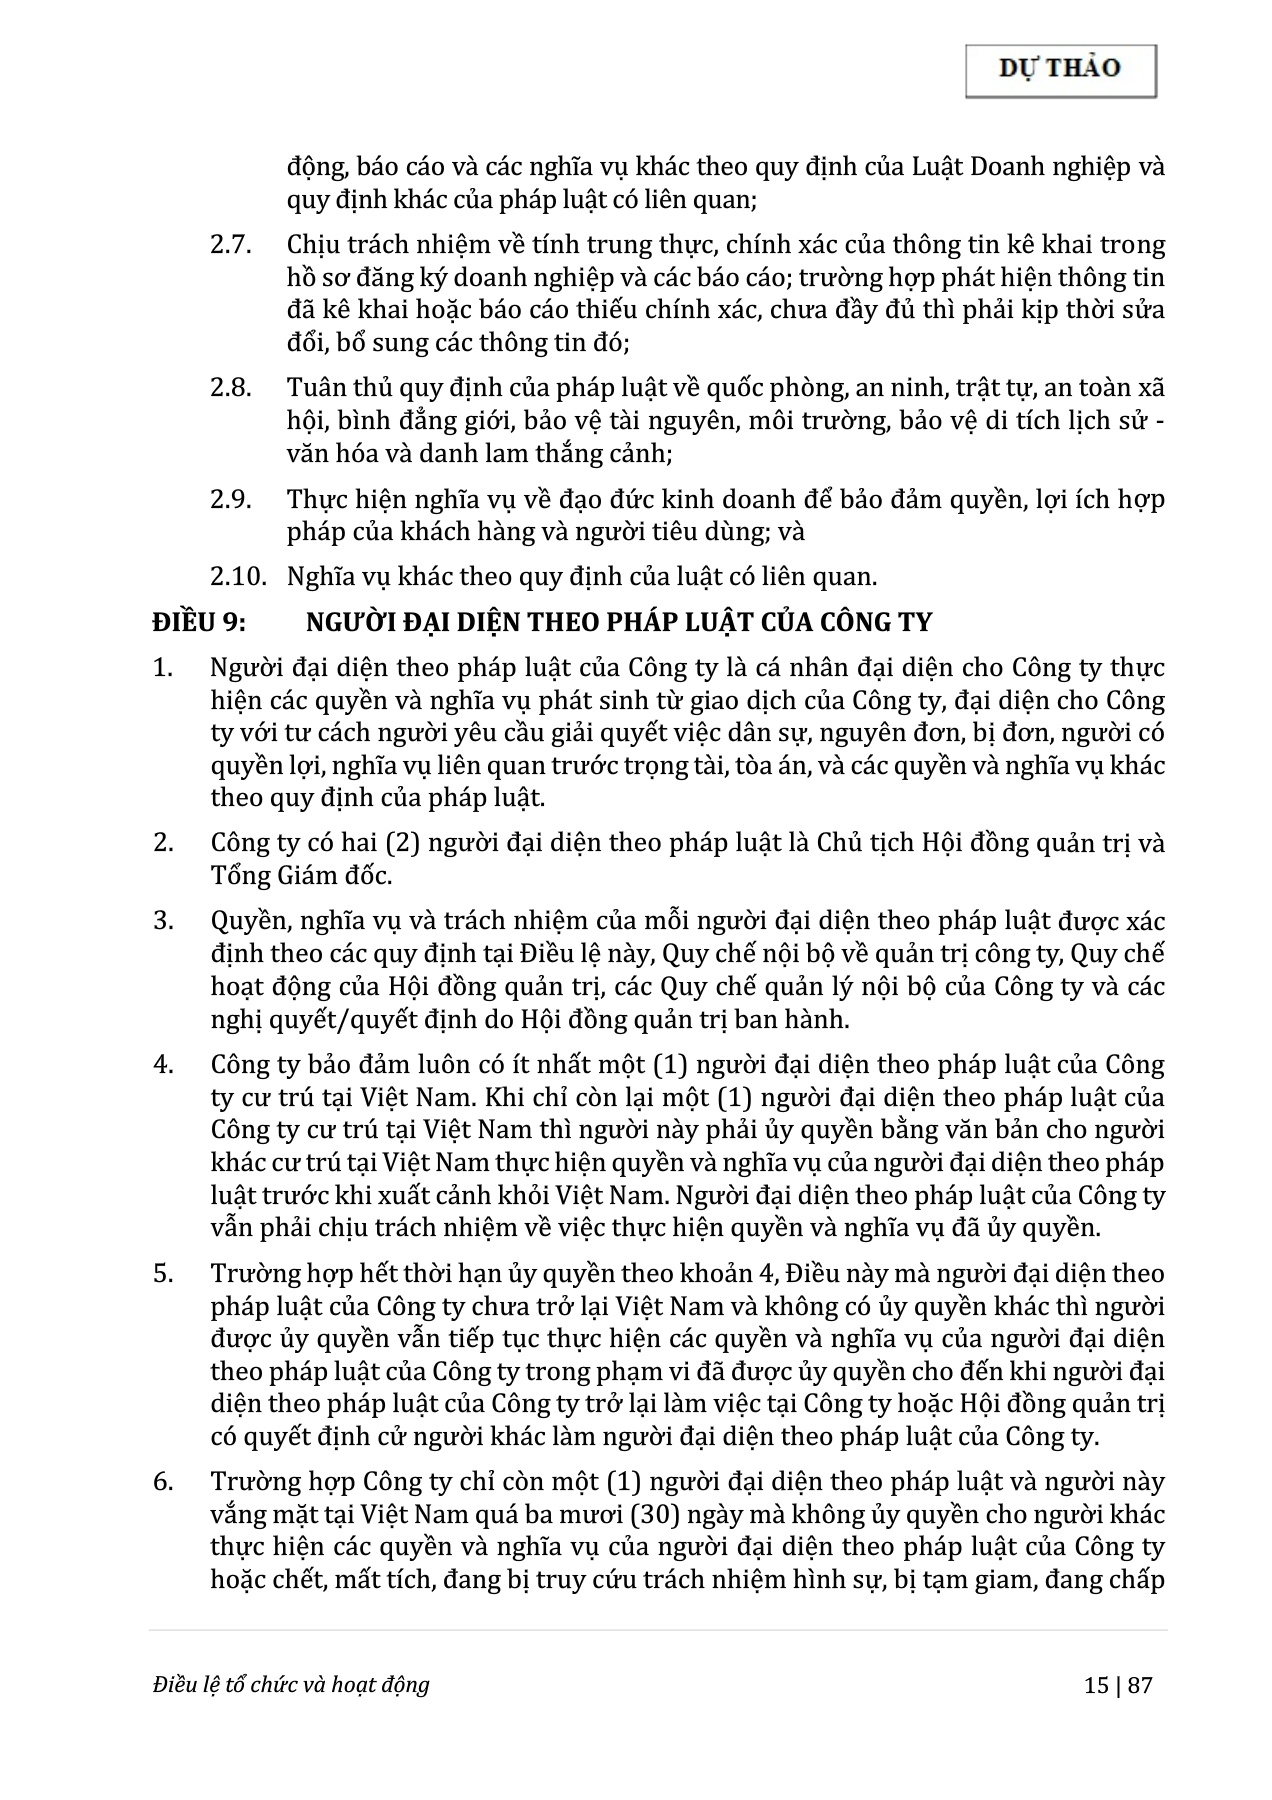 DỰ THẢO
động, báo cáo và các nghĩa vụ khác theo quy định của Luật Doanh nghiệp và
quy định khác của pháp luật có liên quan;
2.7. Chịu trách nhiệm về tính trung thực, chính xác của thông tin kê khai trong
hồ sơ đăng ký doanh nghiệp và các báo cáo; trường hợp phát hiện thông tin
đã kê khai hoặc báo cáo thiếu chính xác, chưa đầy đủ thì phải kịp thời sửa
đổi, bổ sung các thông tin đó;
2.8. Tuân thủ quy định của pháp luật về quốc phòng, an ninh, trật tự, an toàn xã
hội, bình đẳng giới, bảo vệ tài nguyên, môi trường, bảo vệ di tích lịch sử -
văn hóa và danh lam thắng cảnh;
2.9. Thực hiện nghĩa vụ về đạo đức kinh doanh để bảo đảm quyền, lợi ích hợp
pháp của khách hàng và người tiêu dùng; và
2.10. Nghĩa vụ khác theo quy định của luật có liên quan.
ĐIỀU 9: NGƯỜI ĐẠI DIỆN THEO PHÁP LUẬT CỦA CÔNG TY
1. Người đại diện theo pháp luật của Công ty là cá nhân đại diện cho Công ty thực
hiện các quyền và nghĩa vụ phát sinh từ giao dịch của Công ty, đại diện cho Công
ty với tư cách người yêu cầu giải quyết việc dân sự, nguyên đơn, bị đơn, người có
quyền lợi, nghĩa vụ liên quan trước trọng tài, tòa án, và các quyền và nghĩa vụ khác
theo quy định của pháp luật.
2. Công ty có hai (2) người đại diện theo pháp luật là Chủ tịch Hội đồng quản trị và
Tổng Giám đốc.
3. Quyền, nghĩa vụ và trách nhiệm của mỗi người đại diện theo pháp luật được xác
định theo các quy định tại Điều lệ này, Quy chế nội bộ về quản trị công ty, Quy chế
hoạt động của Hội đồng quản trị, các Quy chế quản lý nội bộ của Công ty và các
nghị quyết/quyết định do Hội đồng quản trị ban hành.
4. Công ty bảo đảm luôn có ít nhất một (1) người đại diện theo pháp luật của Công
ty cư trú tại Việt Nam. Khi chỉ còn lại một (1) người đại diện theo pháp luật của
Công ty cư trú tại Việt Nam thì người này phải ủy quyền bằng văn bản cho người
khác cư trú tại Việt Nam thực hiện quyền và nghĩa vụ của người đại diện theo pháp
luật trước khi xuất cảnh khỏi Việt Nam. Người đại diện theo pháp luật của Công ty
vẫn phải chịu trách nhiệm về việc thực hiện quyền và nghĩa vụ đã ủy quyền.
5. Trường hợp hết thời hạn ủy quyền theo khoản 4, Điều này mà người đại diện theo
pháp luật của Công ty chưa trở lại Việt Nam và không có ủy quyền khác thì người
được ủy quyền vẫn tiếp tục thực hiện các quyền và nghĩa vụ của người đại diện
theo pháp luật của Công ty trong phạm vi đã được ủy quyền cho đến khi người đại
diện theo pháp luật của Công ty trở lại làm việc tại Công ty hoặc Hội đồng quản trị
có quyết định cử người khác làm người đại diện theo pháp luật của Công ty.
6. Trường hợp Công ty chỉ còn một (1) người đại diện theo pháp luật và người này
vắng mặt tại Việt Nam quá ba mươi (30) ngày mà không ủy quyền cho người khác
thực hiện các quyền và nghĩa vụ của người đại diện theo pháp luật của Công ty
hoặc chết, mất tích, đang bị truy cứu trách nhiệm hình sự, bị tạm giam, đang chấp
Điều lệ tổ chức và hoạt động 15 | 87